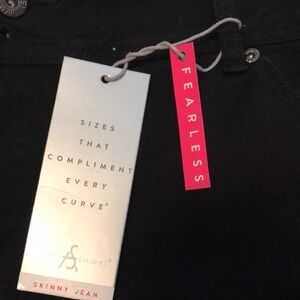 SIZES
THAT
COMPLIMENT
EVERY
CURVE®
SKINNY JEAN
FEARLESS